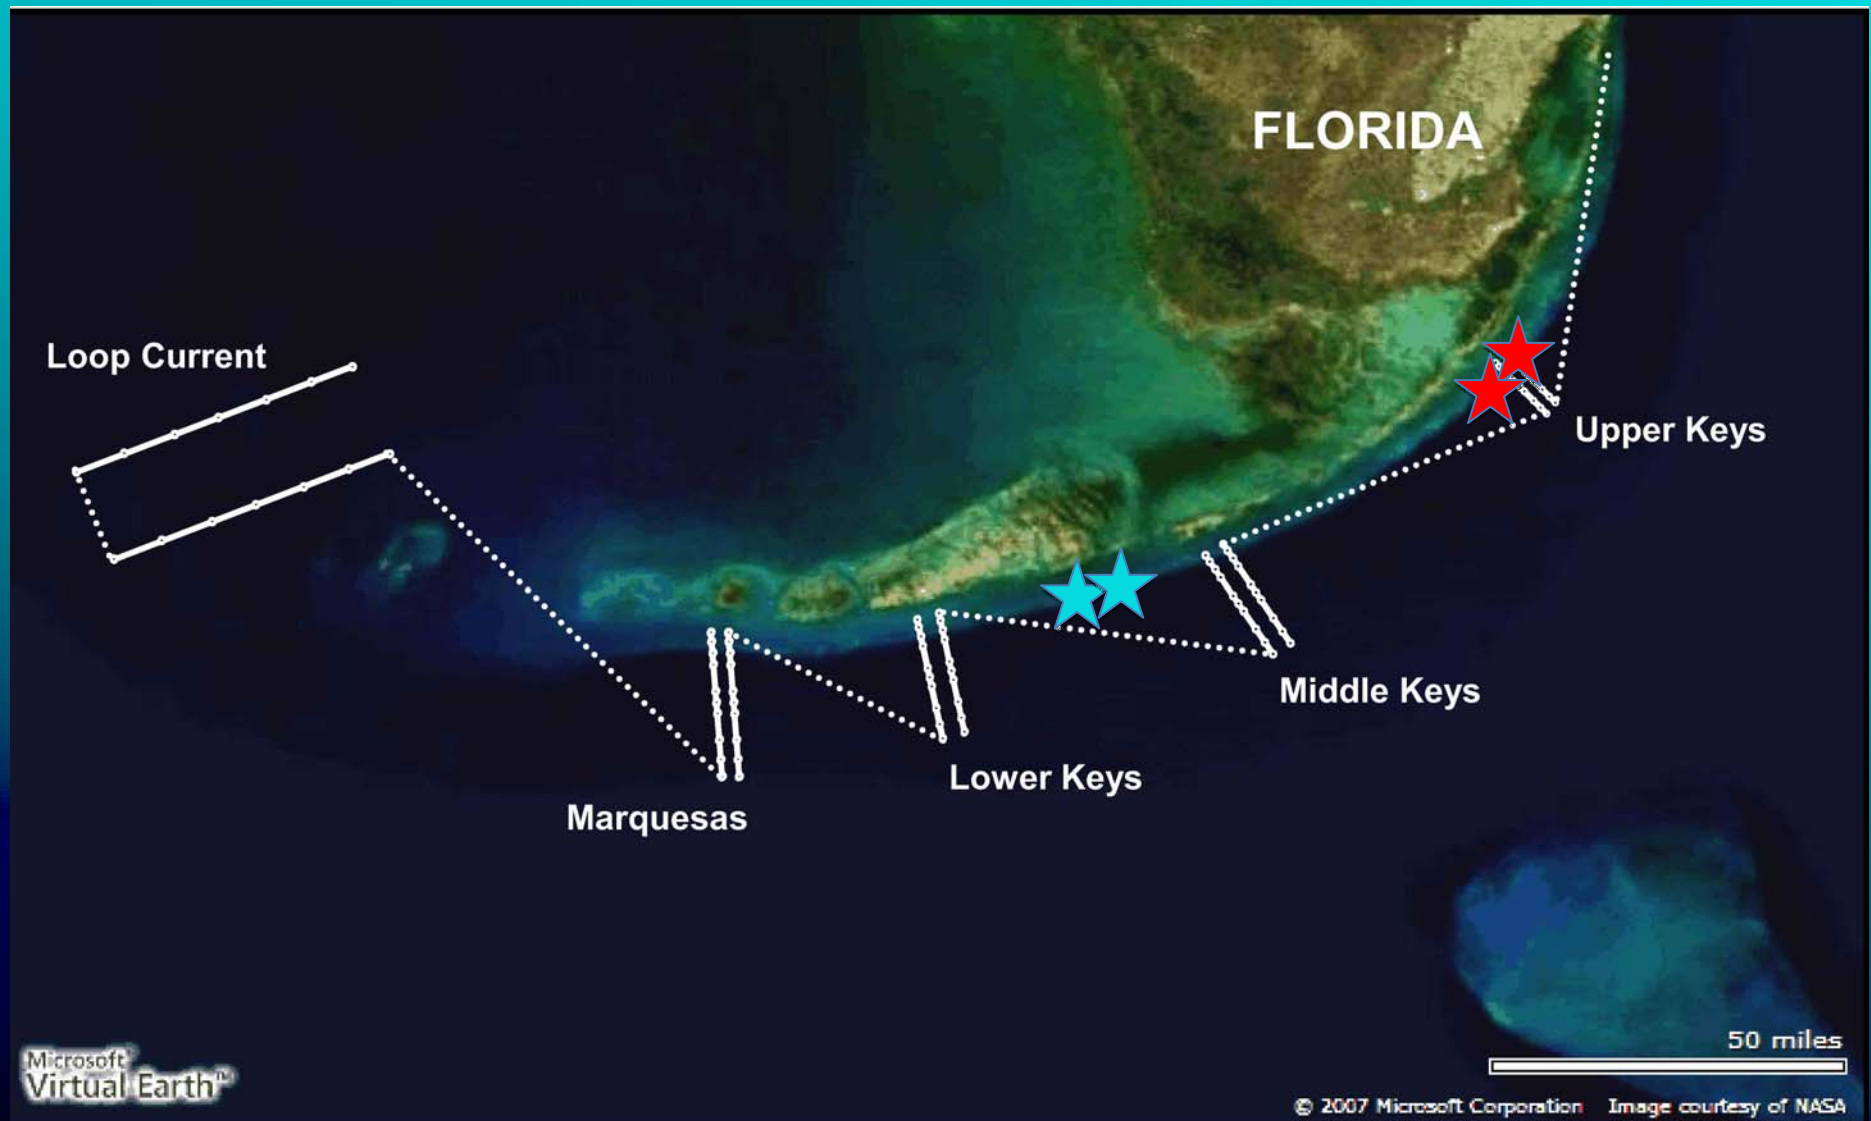 FLORIDA
Loop Current
Upper Keys
Middle Keys
Lower Keys
Marquesas
50 miles
Microsoft®
Virtual Earth™
© 2007 Microsoft Corporation Image courtesy of NASA